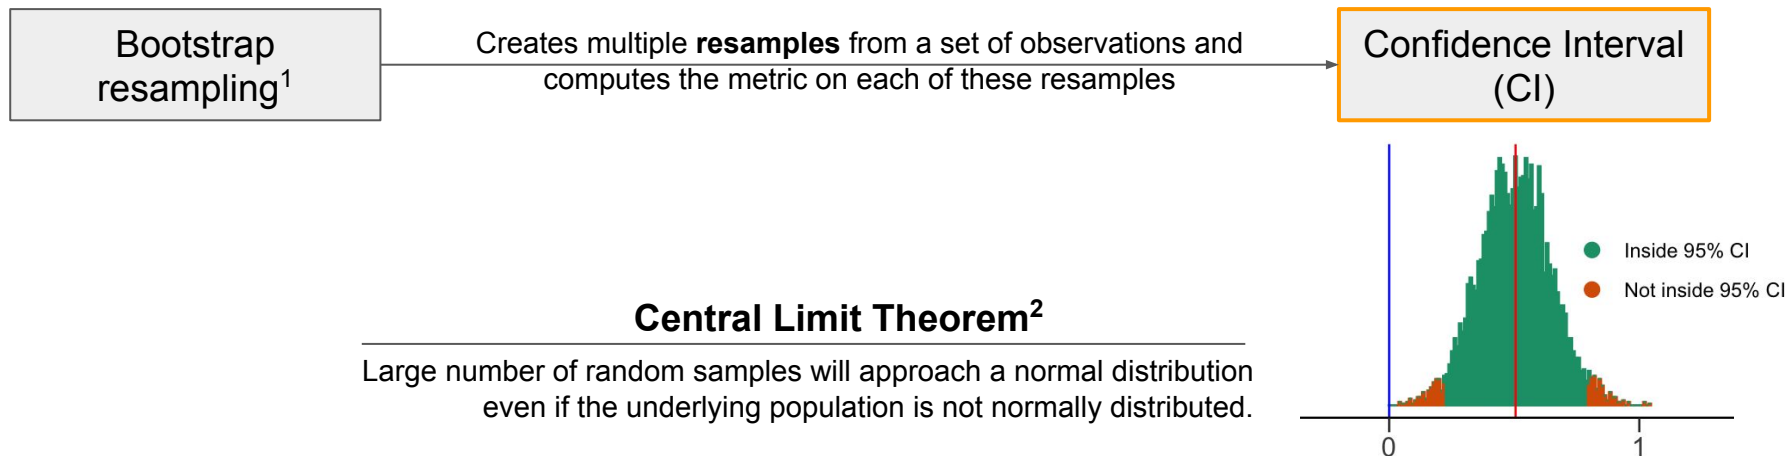 Bootstrap
resampling¹
Creates multiple resamples from a set of observations and
computes the metric on each of these resamples
Confidence Interval
(CI)
Inside 95% CI
Not inside 95% CI
Central Limit Theorem²
Large number of random samples will approach a normal distribution
even if the underlying population is not normally distributed.
0
1